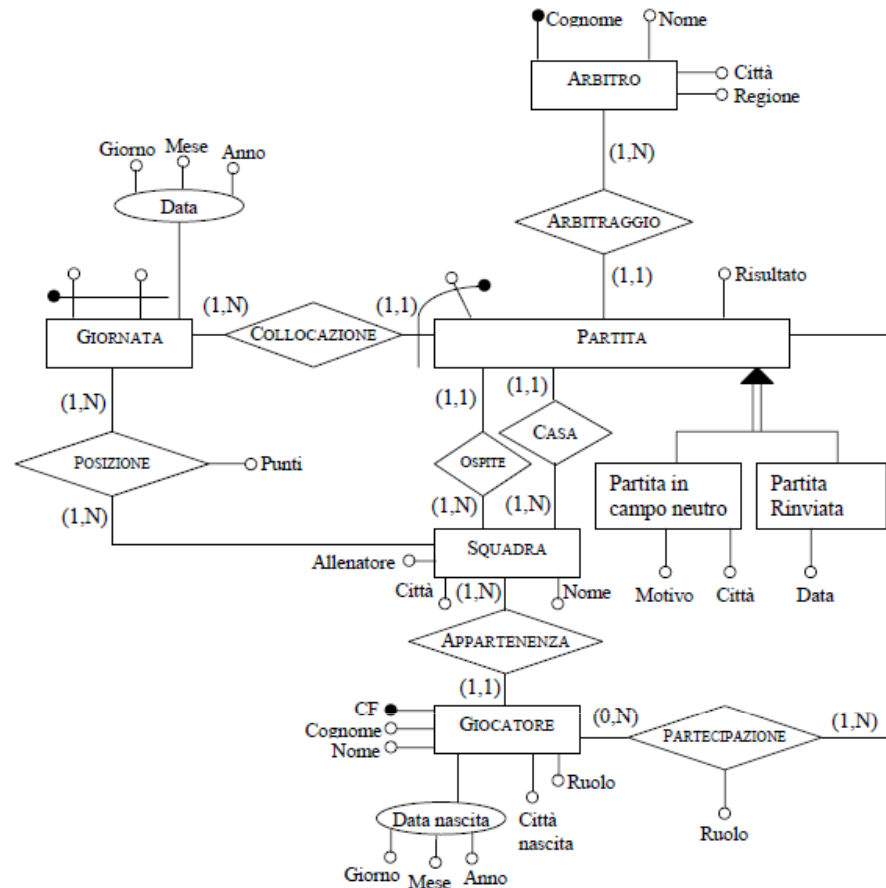 Cognome
Nome
ARBITRO
Città
Regione
(1,N)
Giorno
Mese
Anno
Data
ARBITRAGGIO
(1,1)
Risultato
(1,N)
(1,1)
GIORNATA
COLLOCAZIONE
PARTITA
(1,N)
(1,1)
(1,1)
CASA
POSIZIONE
Punti
OSPITE
Partita in
campo neutro
Partita
Rinviata
(1,N)
(1,N)
(1,N)
SQUADRA
Allenatore
Città
(1,N)
Nome
Motivo
Città
Data
APPARTENENZA
(1,1)
CF
Cognome
Nome
GIOCATORE
(0,N)
PARTECIPAZIONE
(1,N)
Ruolo
Data nascita
Città
nascita
Ruolo
Giorno
Mese
Anno